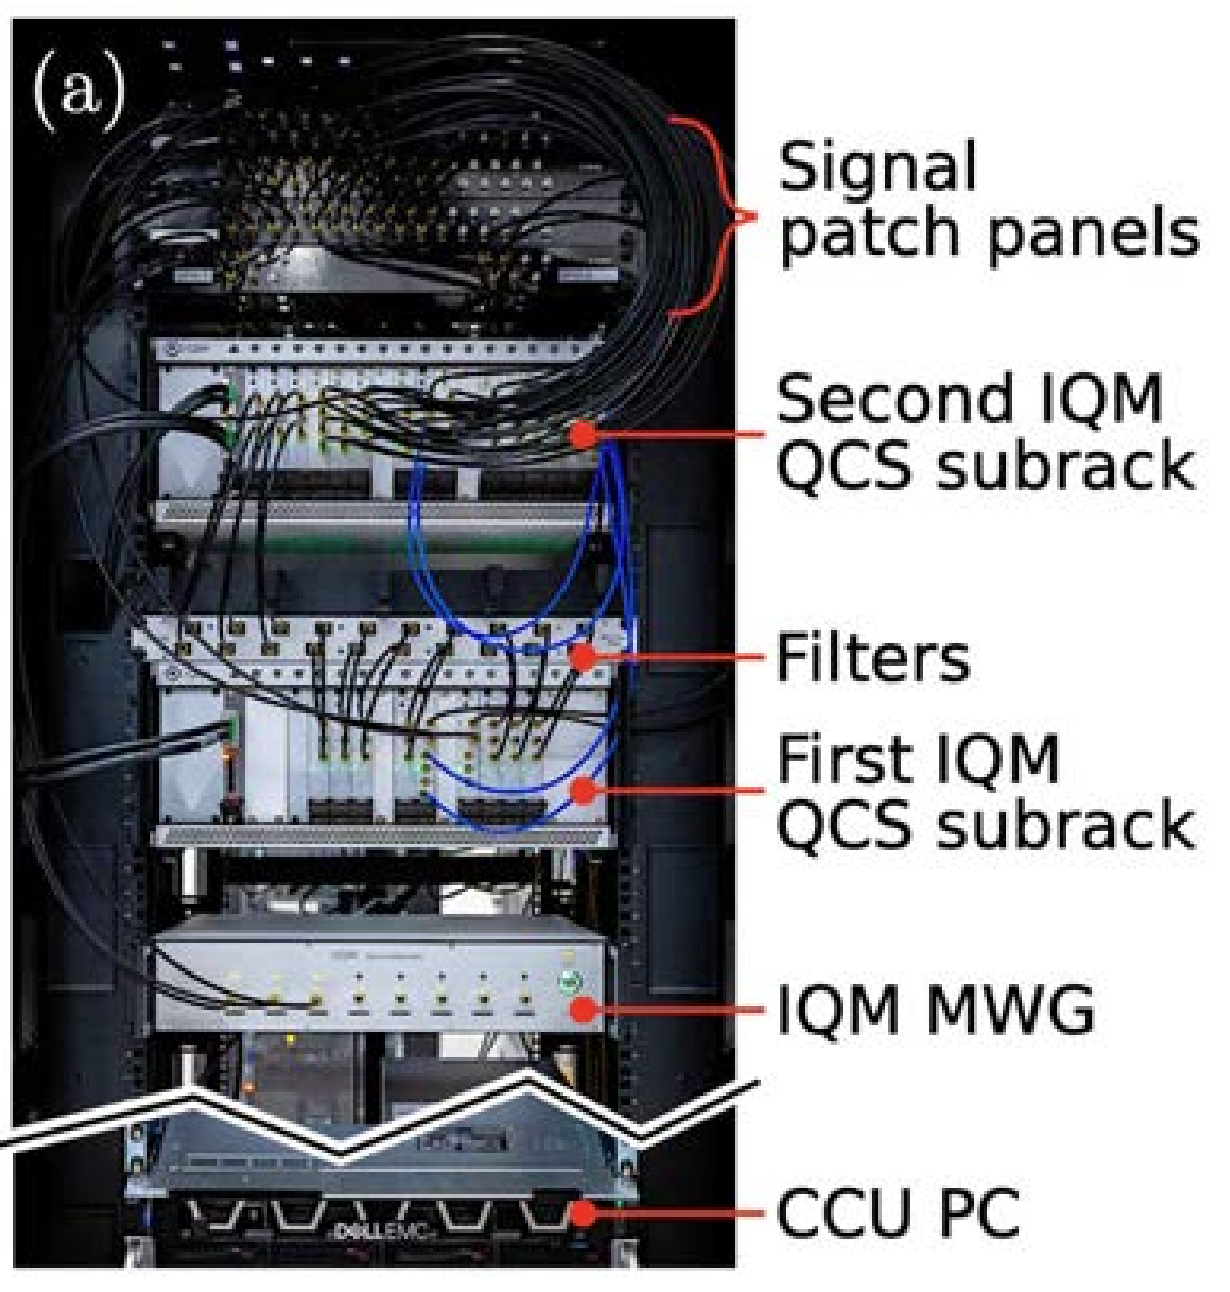 (a)
Signal
patch panels
Second IQM
QCS subrack
Filters
First IQM
QCS subrack
IQM MWG
CCU PC
DELLEMC